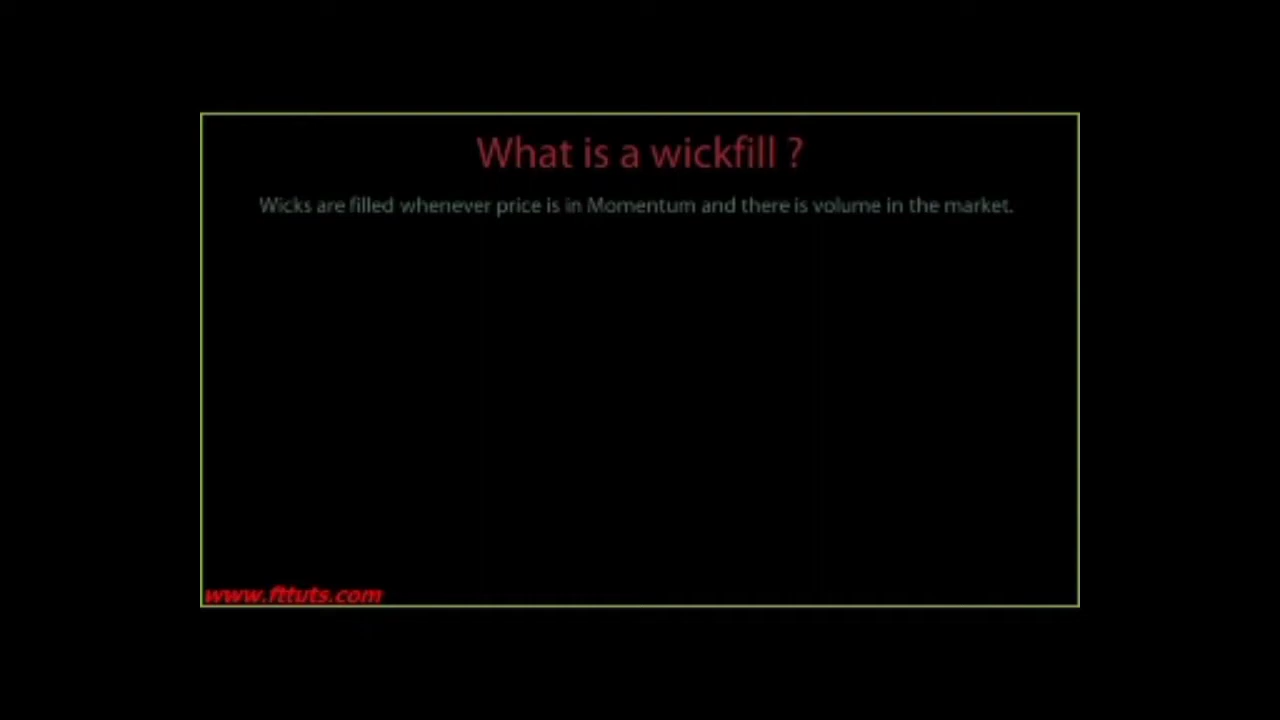 What is a wickfill ?
Wicks are filled whenever price is in Momentum and there is volume in the market.
www.fttuts.com